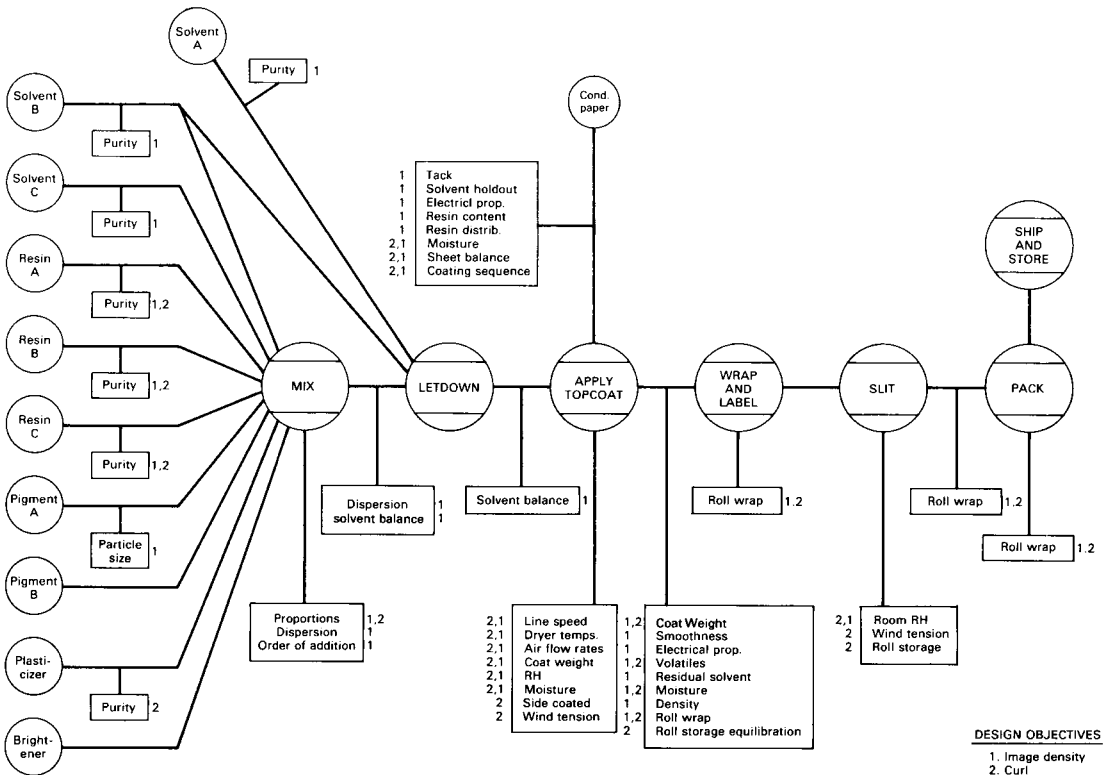 Solvent
A
Purity 1
Solvent
B
Purity 1
Solvent
C
Purity 1
Resin
A
Purity 1,2
Resin
B
Purity 1,2
Resin
C
Purity 1,2
Pigment
A
Particle
size 1
Pigment
B
Plasti-
cizer
Purity 2
Bright-
ener
MIX
Proportions 1,2
Dispersion 1
Order of addition 1
Dispersion 1
solvent balance 1
LETDOWN
Solvent balance 1
Cond.
paper
1 Tack
1 Solvent holdout
1 Electricl prop.
1 Resin content
1 Resin distrib.
2,1 Moisture
2,1 Sheet balance
2,1 Coating sequence
APPLY
TOPCOAT
2,1 Line speed
2,1 Dryer temps.
2,1 Air flow rates
2,1 Coat weight
2,1 RH
2,1 Moisture
2 Side coated
2 Wind tension
1,2 Coat Weight
1 Smoothness
1 Electrical prop.
1,2 Volatiles
1 Residual solvent
1,2 Moisture
1 Density
1,2 Roll wrap
2 Roll storage equilibration
WRAP
AND
LABEL
Roll wrap 1,2
SLIT
2,1 Room RH
2 Wind tension
2 Roll storage
Roll wrap 1,2
PACK
Roll wrap 1,2
SHIP
AND
STORE
DESIGN OBJECTIVES
1. Image density
2. Curl